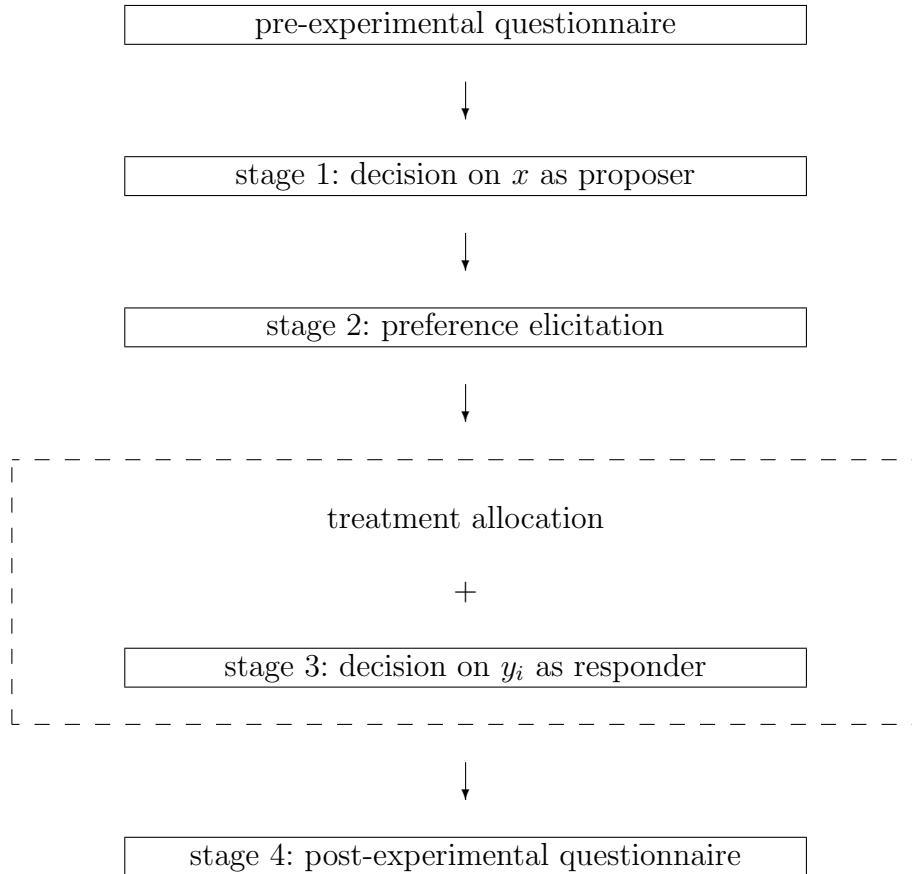 pre-experimental questionnaire
stage 1: decision on x as proposer
stage 2: preference elicitation
treatment allocation
+
stage 3: decision on y_i as responder
stage 4: post-experimental questionnaire